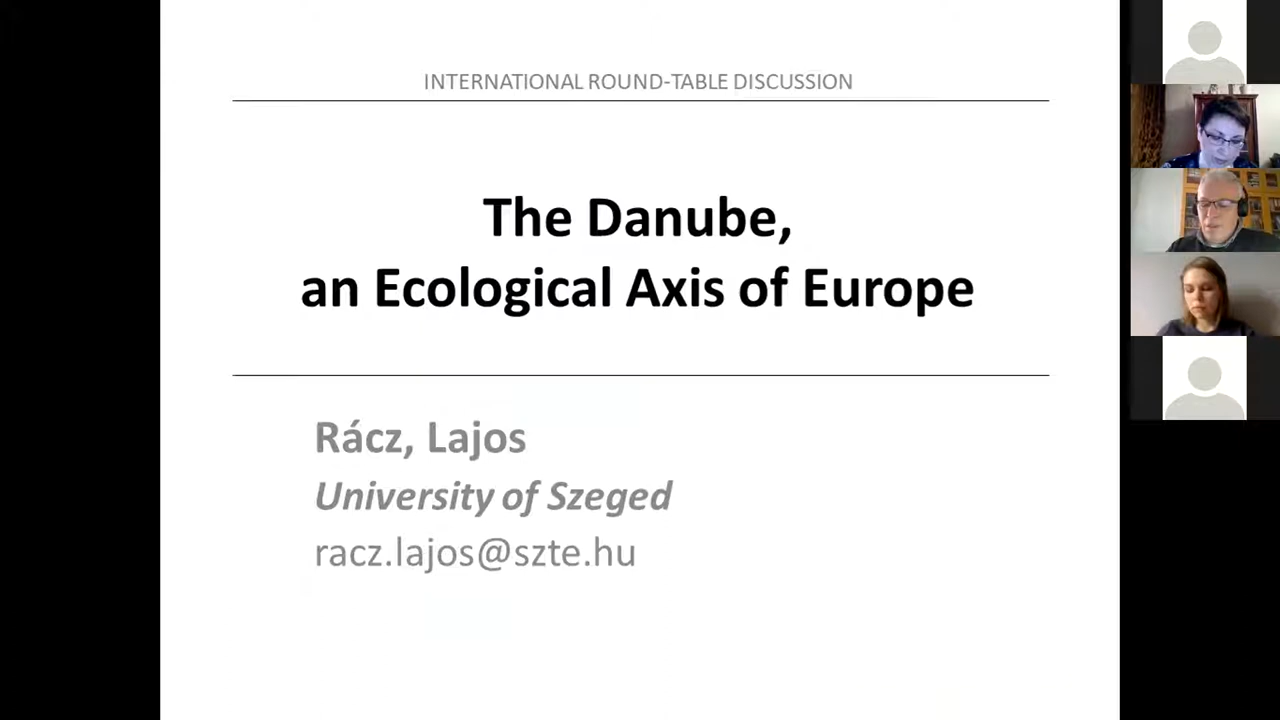 INTERNATIONAL ROUND-TABLE DISCUSSION
The Danube,
an Ecological Axis of Europe
Rácz, Lajos
University of Szeged
racz.lajos@szte.hu